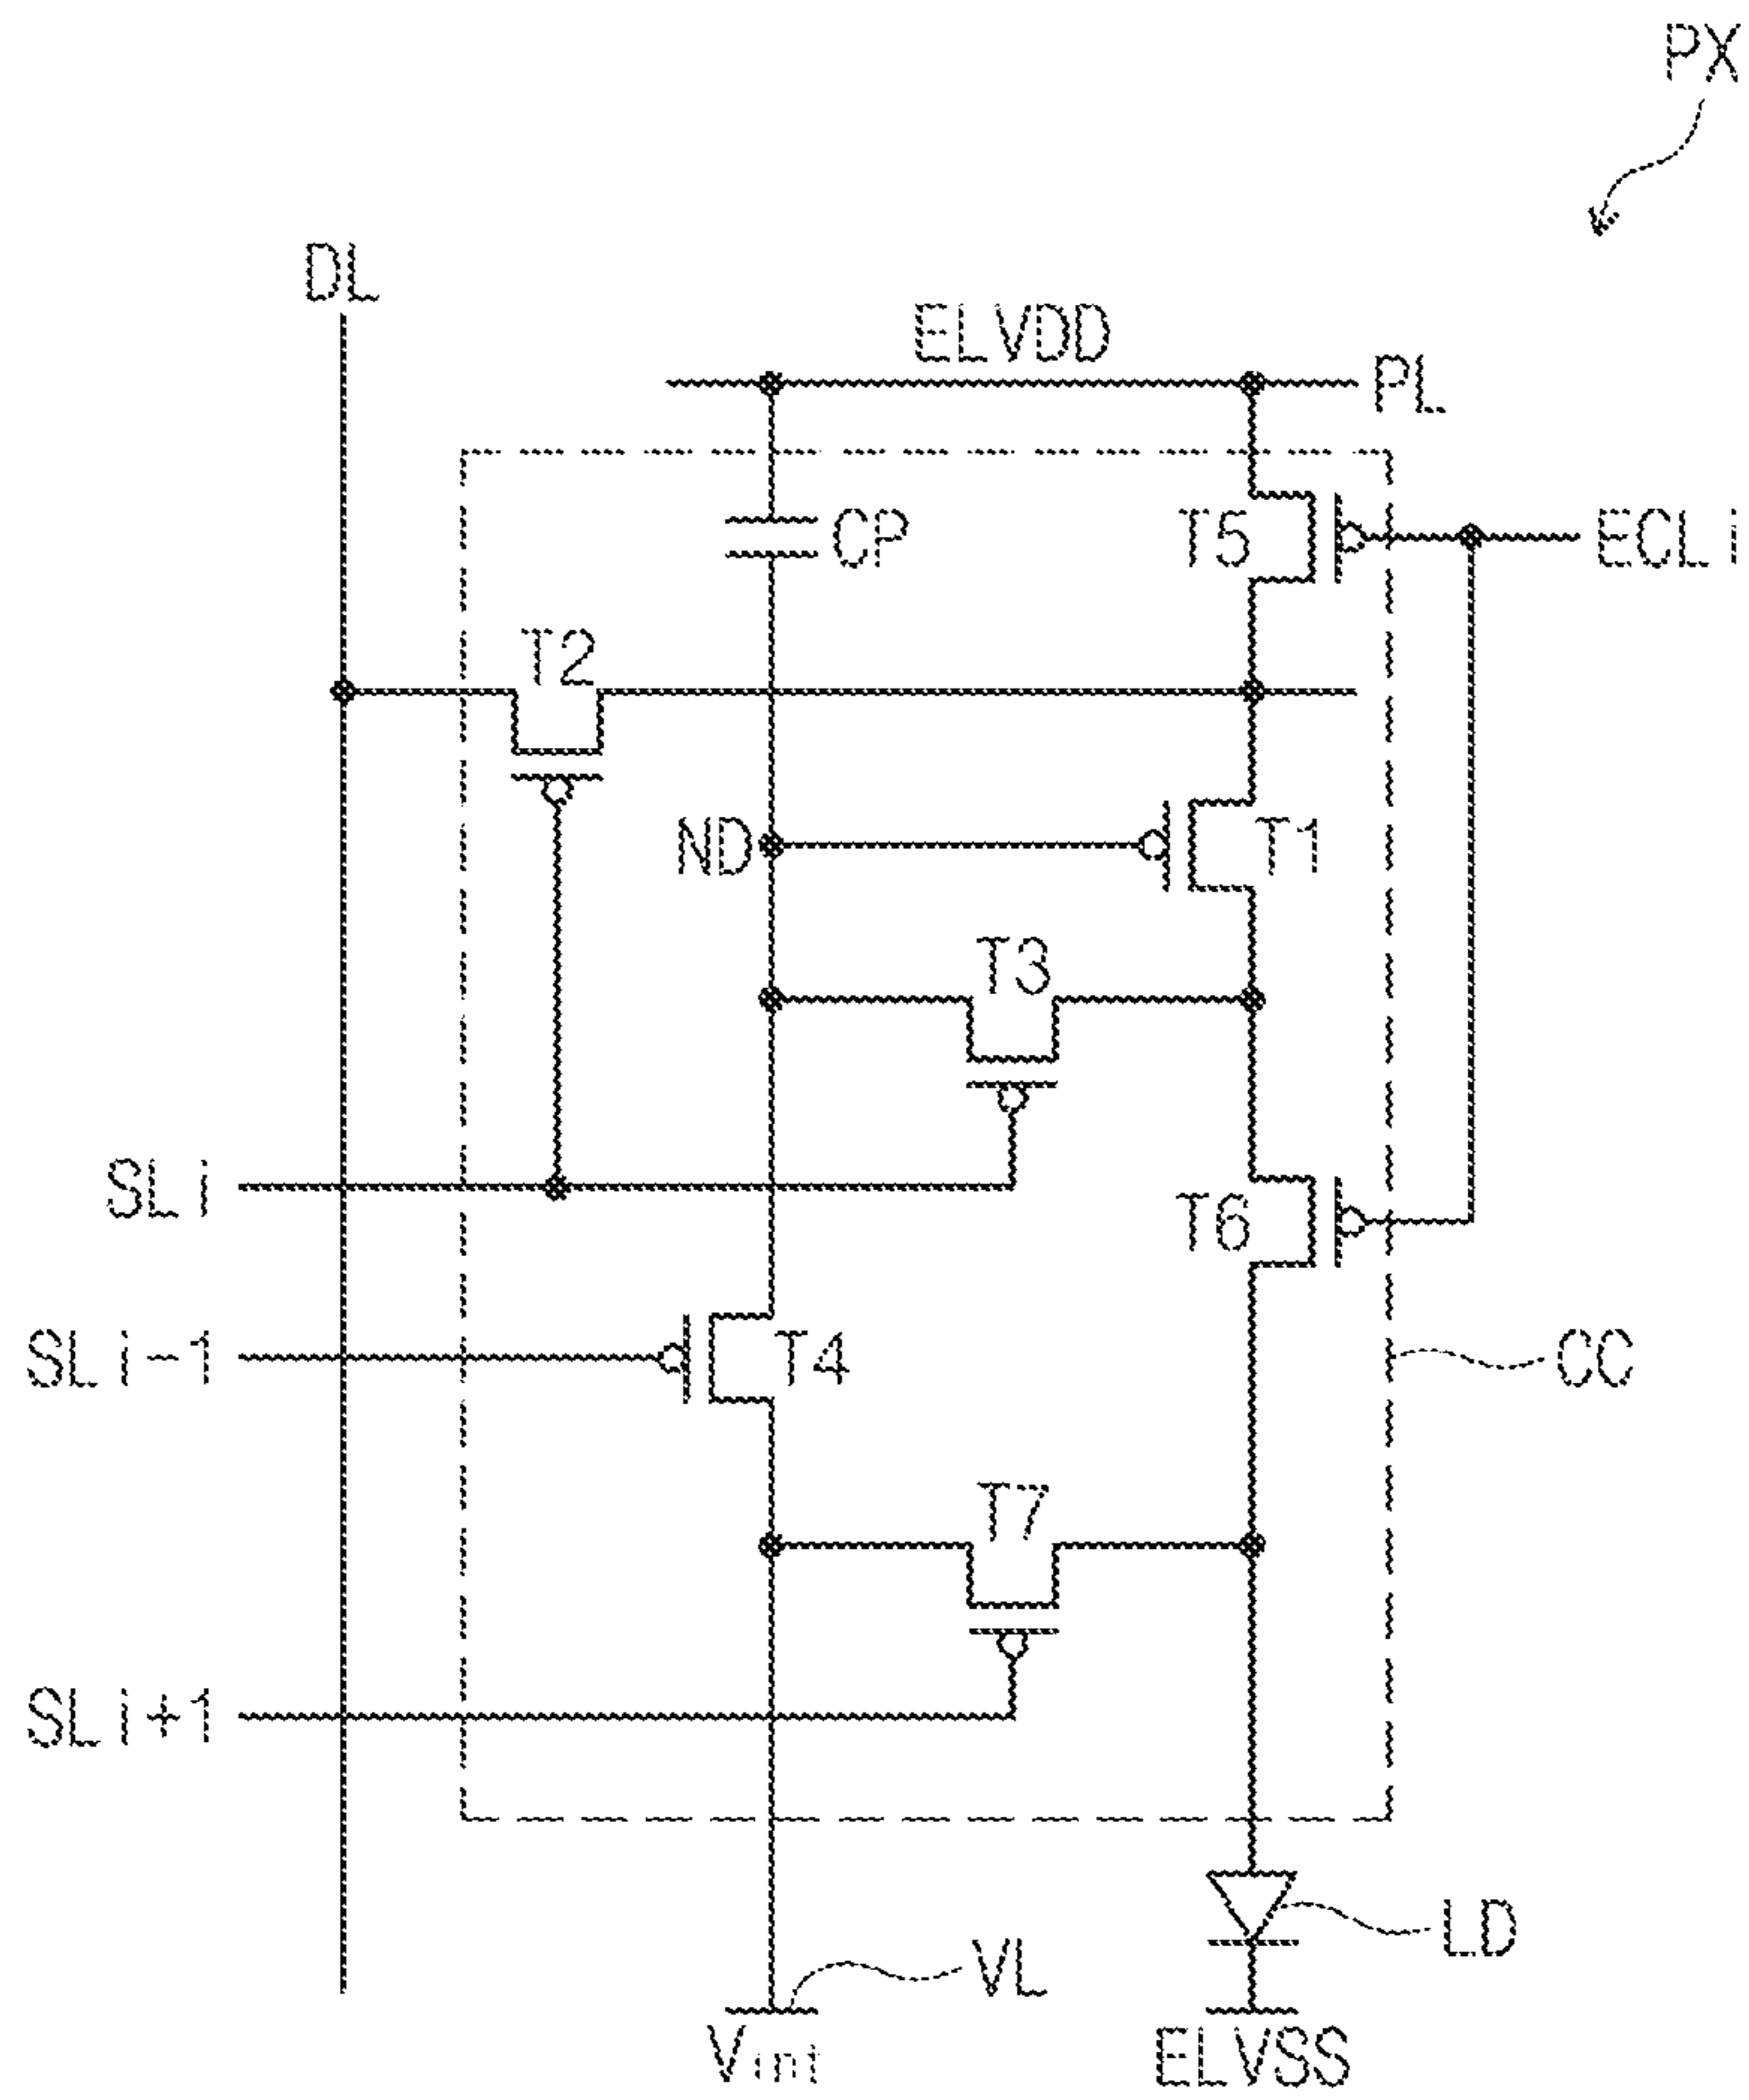 PX
DL
ELVDD
PL
CP
T5
ECLi
T2
ND
T1
T3
SLi
T6
SLi-1
T4
CC
T7
SLi+1
LD
VL
Vint
ELVSS